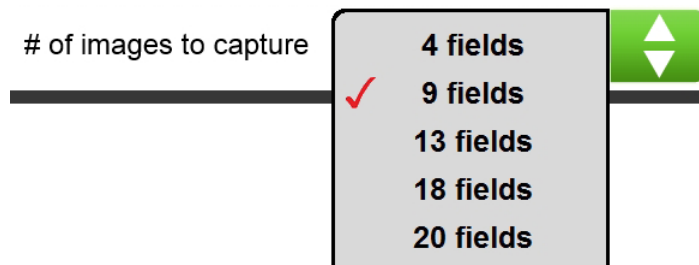 # of images to capture
4 fields
9 fields
13 fields
18 fields
20 fields